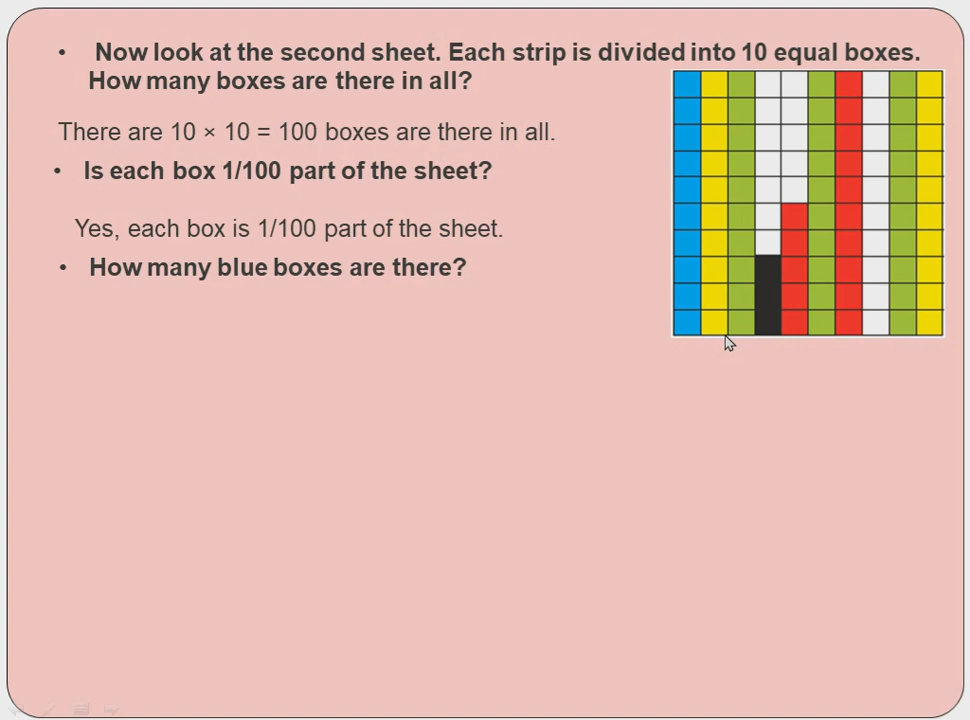 • Now look at the second sheet. Each strip is divided into 10 equal boxes.
How many boxes are there in all?
There are 10 × 10 = 100 boxes are there in all.
• Is each box 1/100 part of the sheet?
Yes, each box is 1/100 part of the sheet.
• How many blue boxes are there?